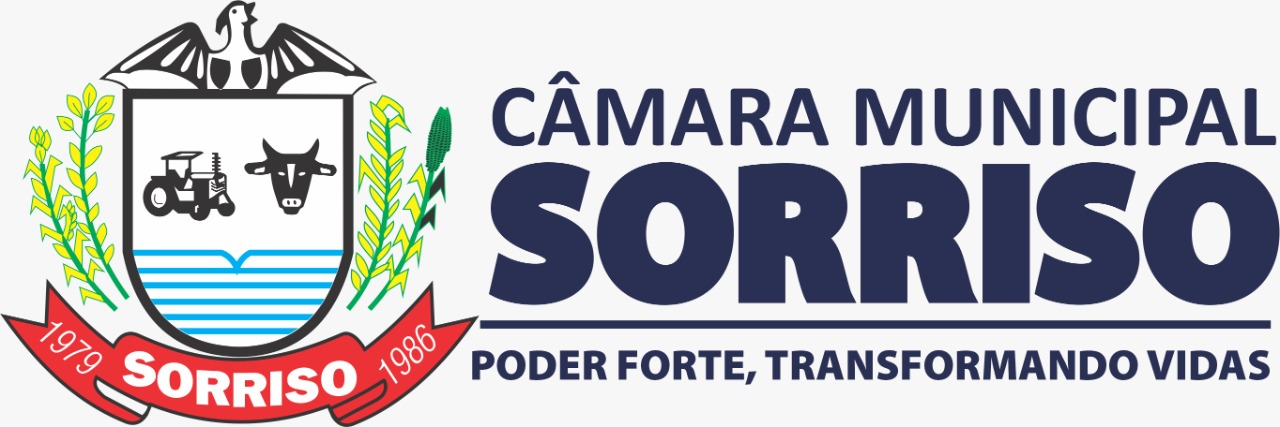 CÂMARA MUNICIPAL
SORRISO
PODER FORTE, TRANSFORMANDO VIDAS
1979
SORRISO
1986